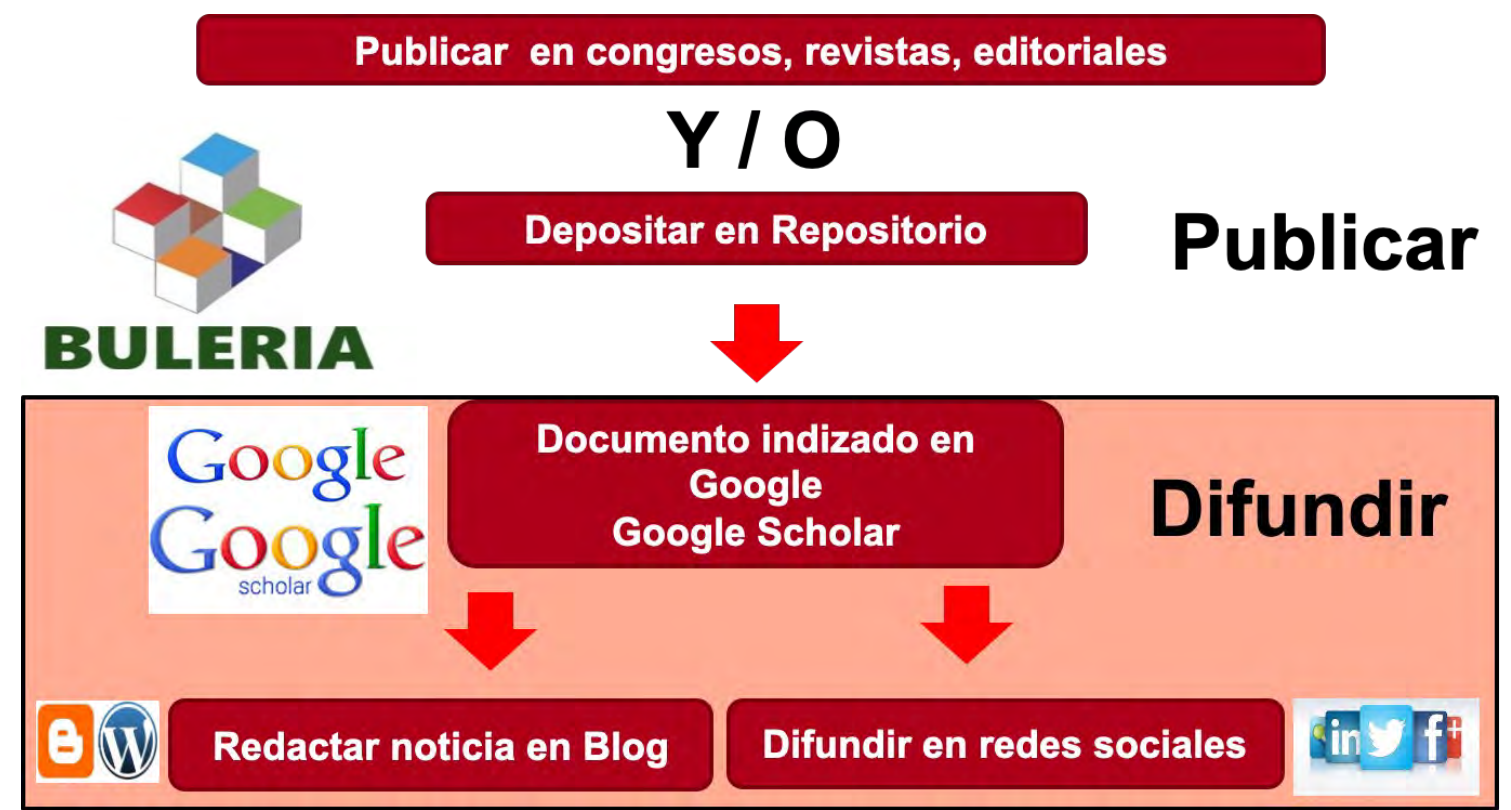 Publicar en congresos, revistas, editoriales
Y / O
Depositar en Repositorio
Publicar
BULERIA
Google
Google
scholar
Documento indizado en
Google
Google Scholar
Difundir
B
W
Redactar noticia en Blog
Difundir en redes sociales
in f +